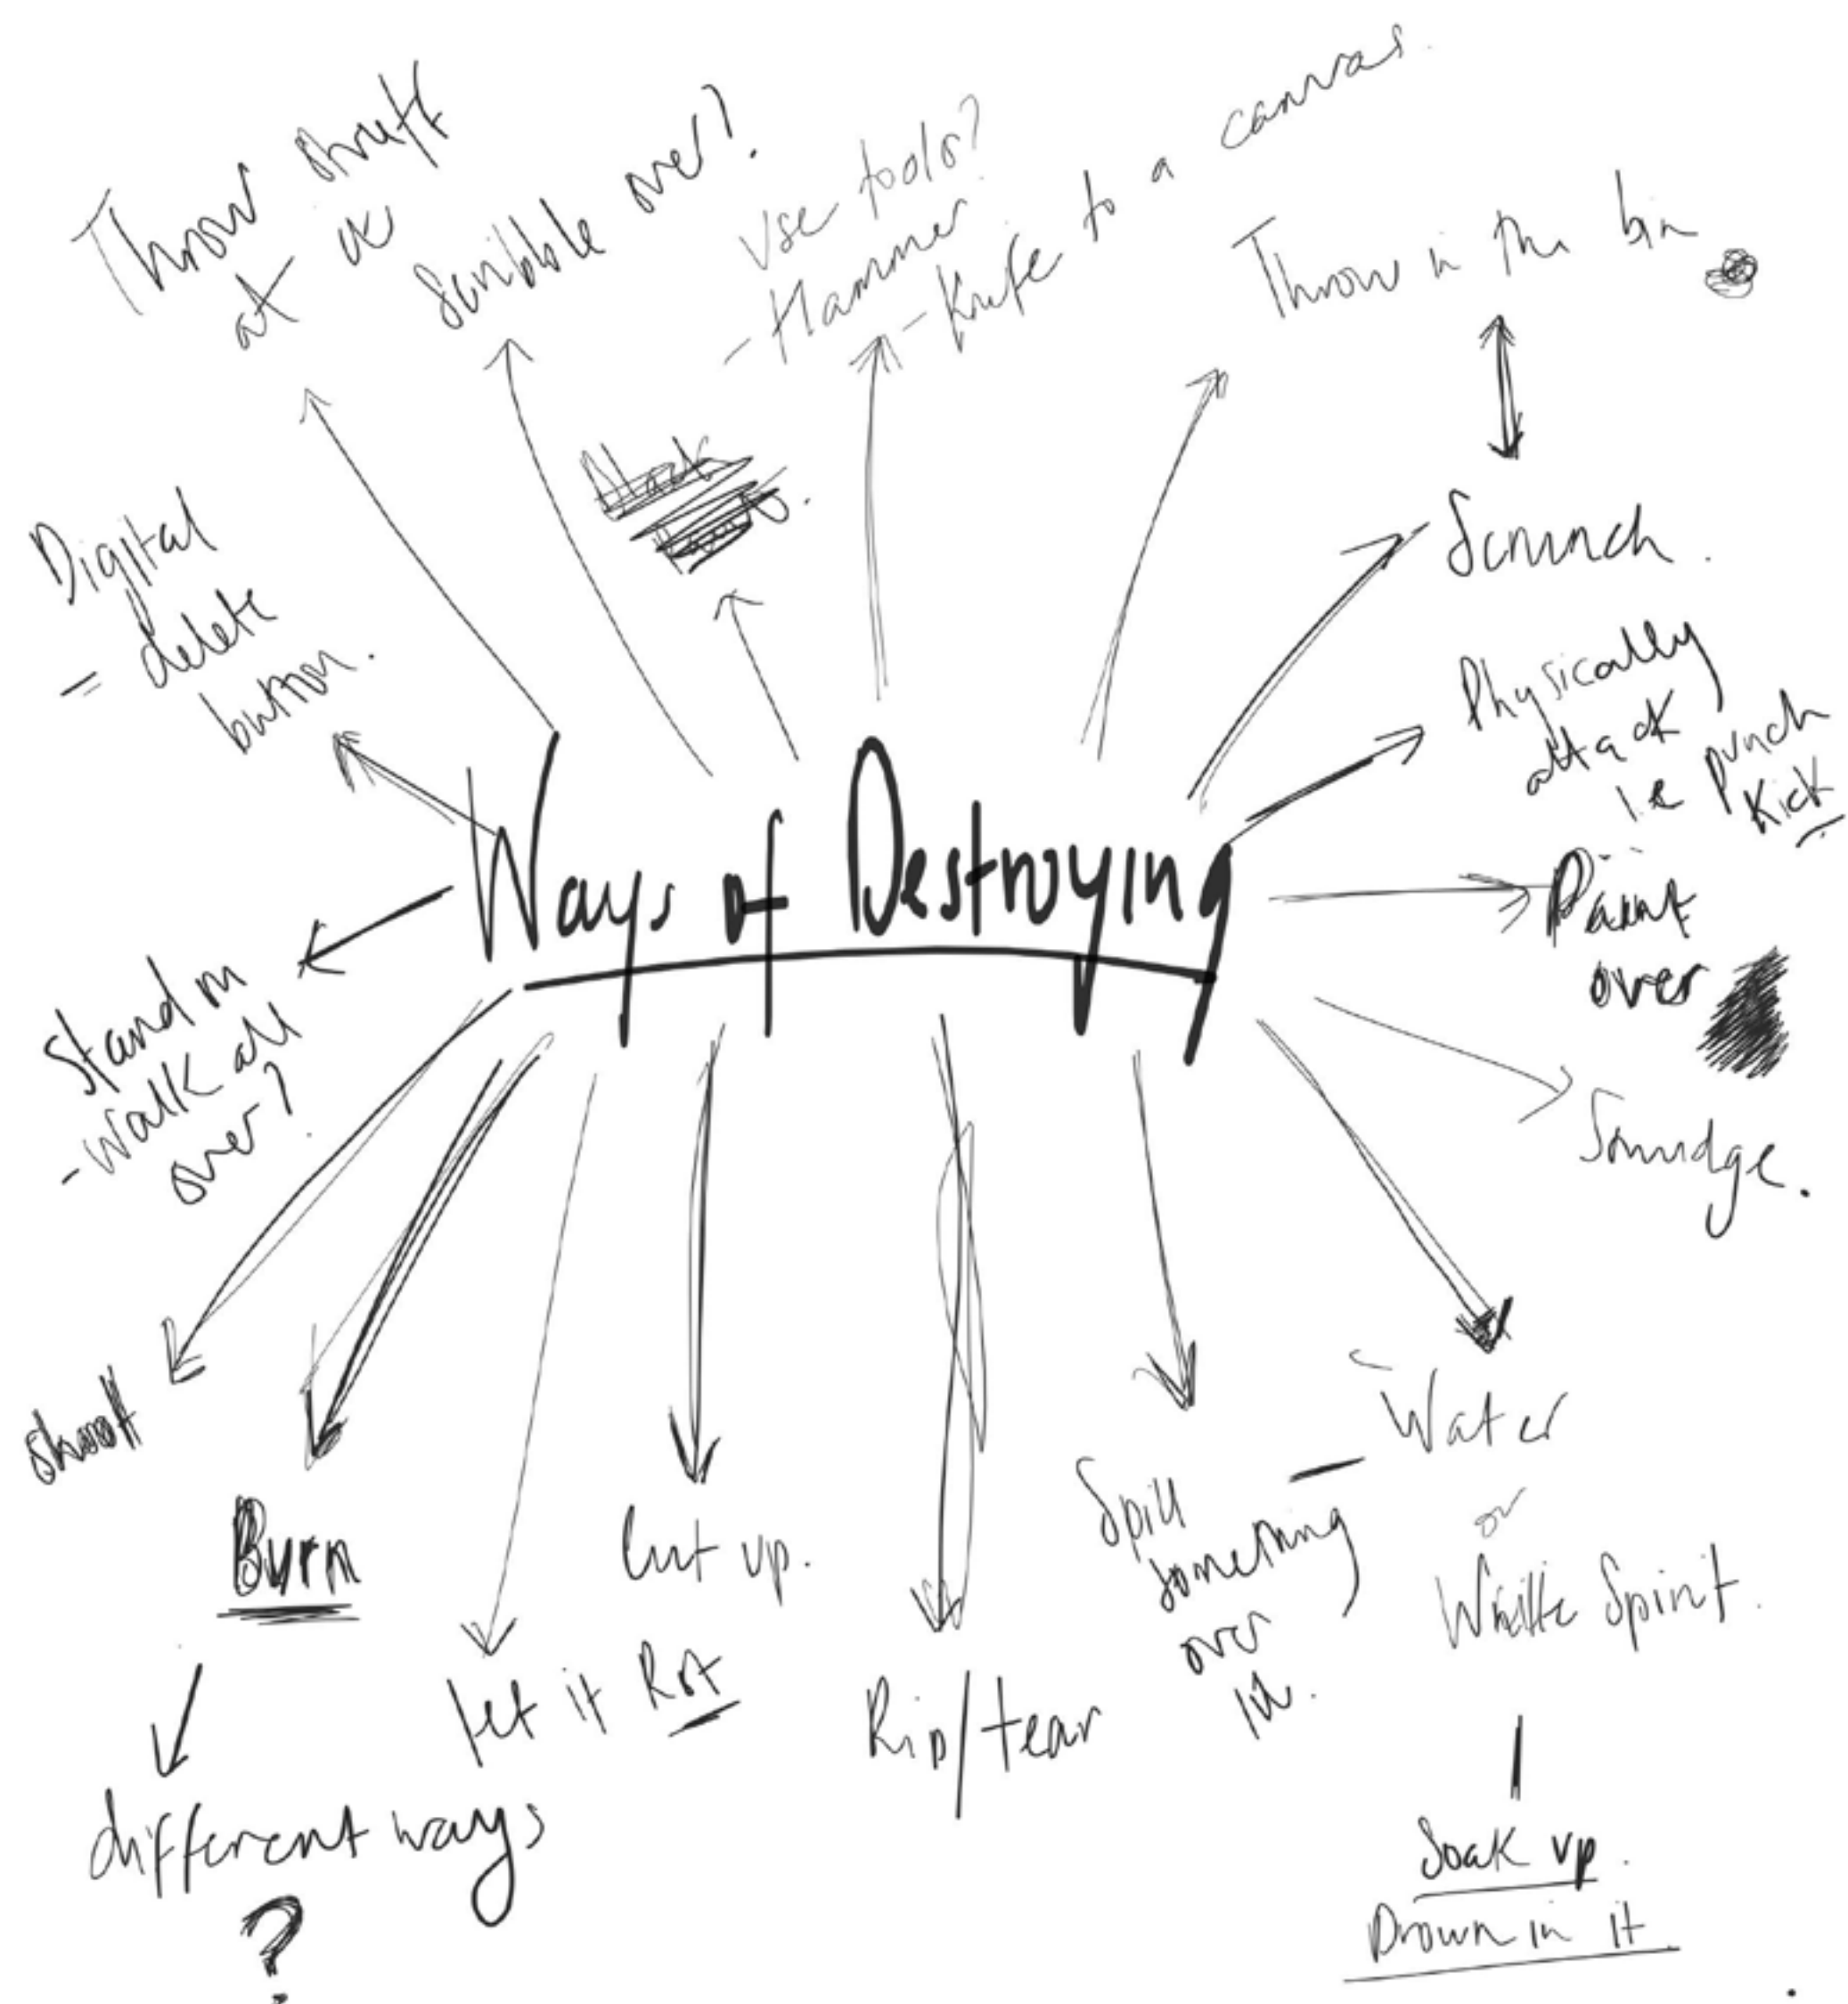 Throw stuff
at it
Scribble over?
Use tools?
- Hammer
- Knife to a canvas.
Throw in the bin
Scrunch.
Physically
attack
i.e punch
kick
Paint
over
Smudge.
Digital
= delete
button.
Ways of Destroying
Stand on
- walk all
over?
shoot
Burn
different ways
?
let it Rot
Cut up.
Rip/tear
Spill
something
over
it.
- Water
or
White Spirit.
Soak up.
Drown in it.